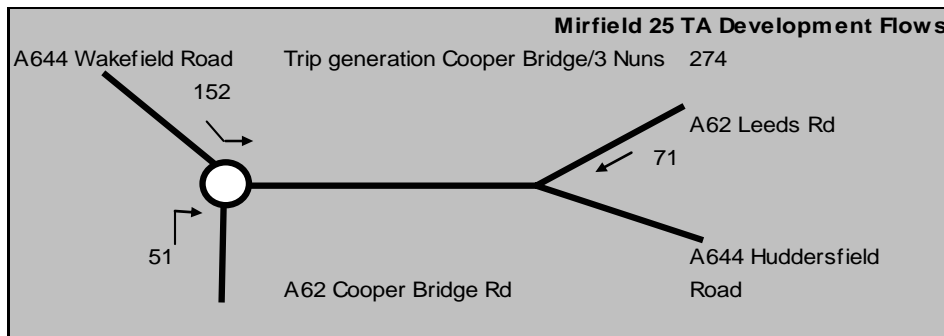 Mirfield 25 TA Development Flows
A644 Wakefield Road Trip generation Cooper Bridge/3 Nuns 274
152
A62 Leeds Rd
71
51
A644 Huddersfield
Road
A62 Cooper Bridge Rd